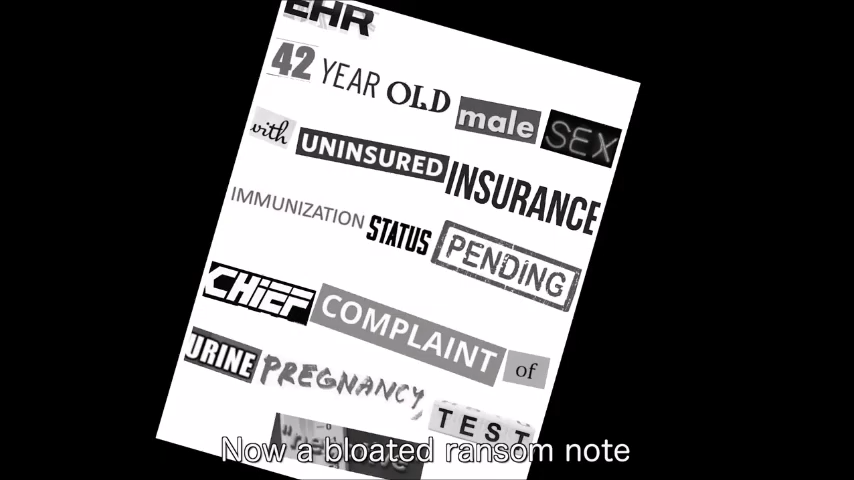 EHR
42 YEAR OLD male SEX
with UNINSURED INSURANCE
IMMUNIZATION STATUS PENDING
CHIEF COMPLAINT of
URINE PREGNANCY TEST
Now a bloated ransom note